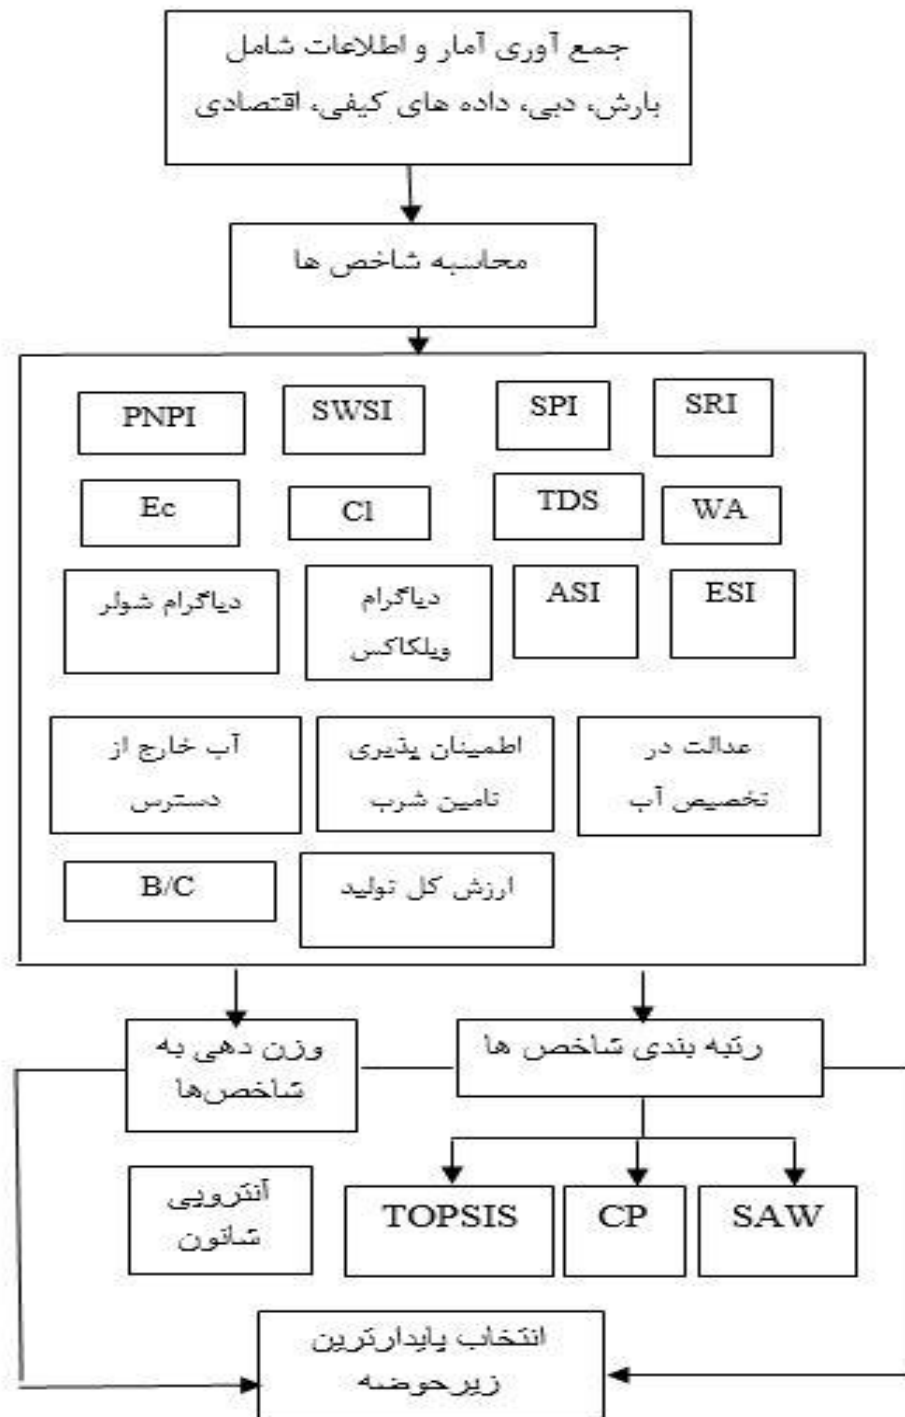 جمع آوری آمار و اطلاعات شامل
بارش، دبی، داده های کیفی، اقتصادی
محاسبه شاخص ها
PNPI
SWSI
SPI
SRI
Ec
Cl
TDS
WA
دیاگرام شولر
دیاگرام
ویلکاکس
ASI
ESI
آب خارج از
دسترس
اطمینان پذیری
تامین شرب
عدالت در
تخصیص آب
B/C
ارزش کل تولید
وزن دهی به
شاخص‌ها
رتبه بندی شاخص ها
آنتروپی
شانون
TOPSIS
CP
SAW
انتخاب پایدارترین
زیرحوضه